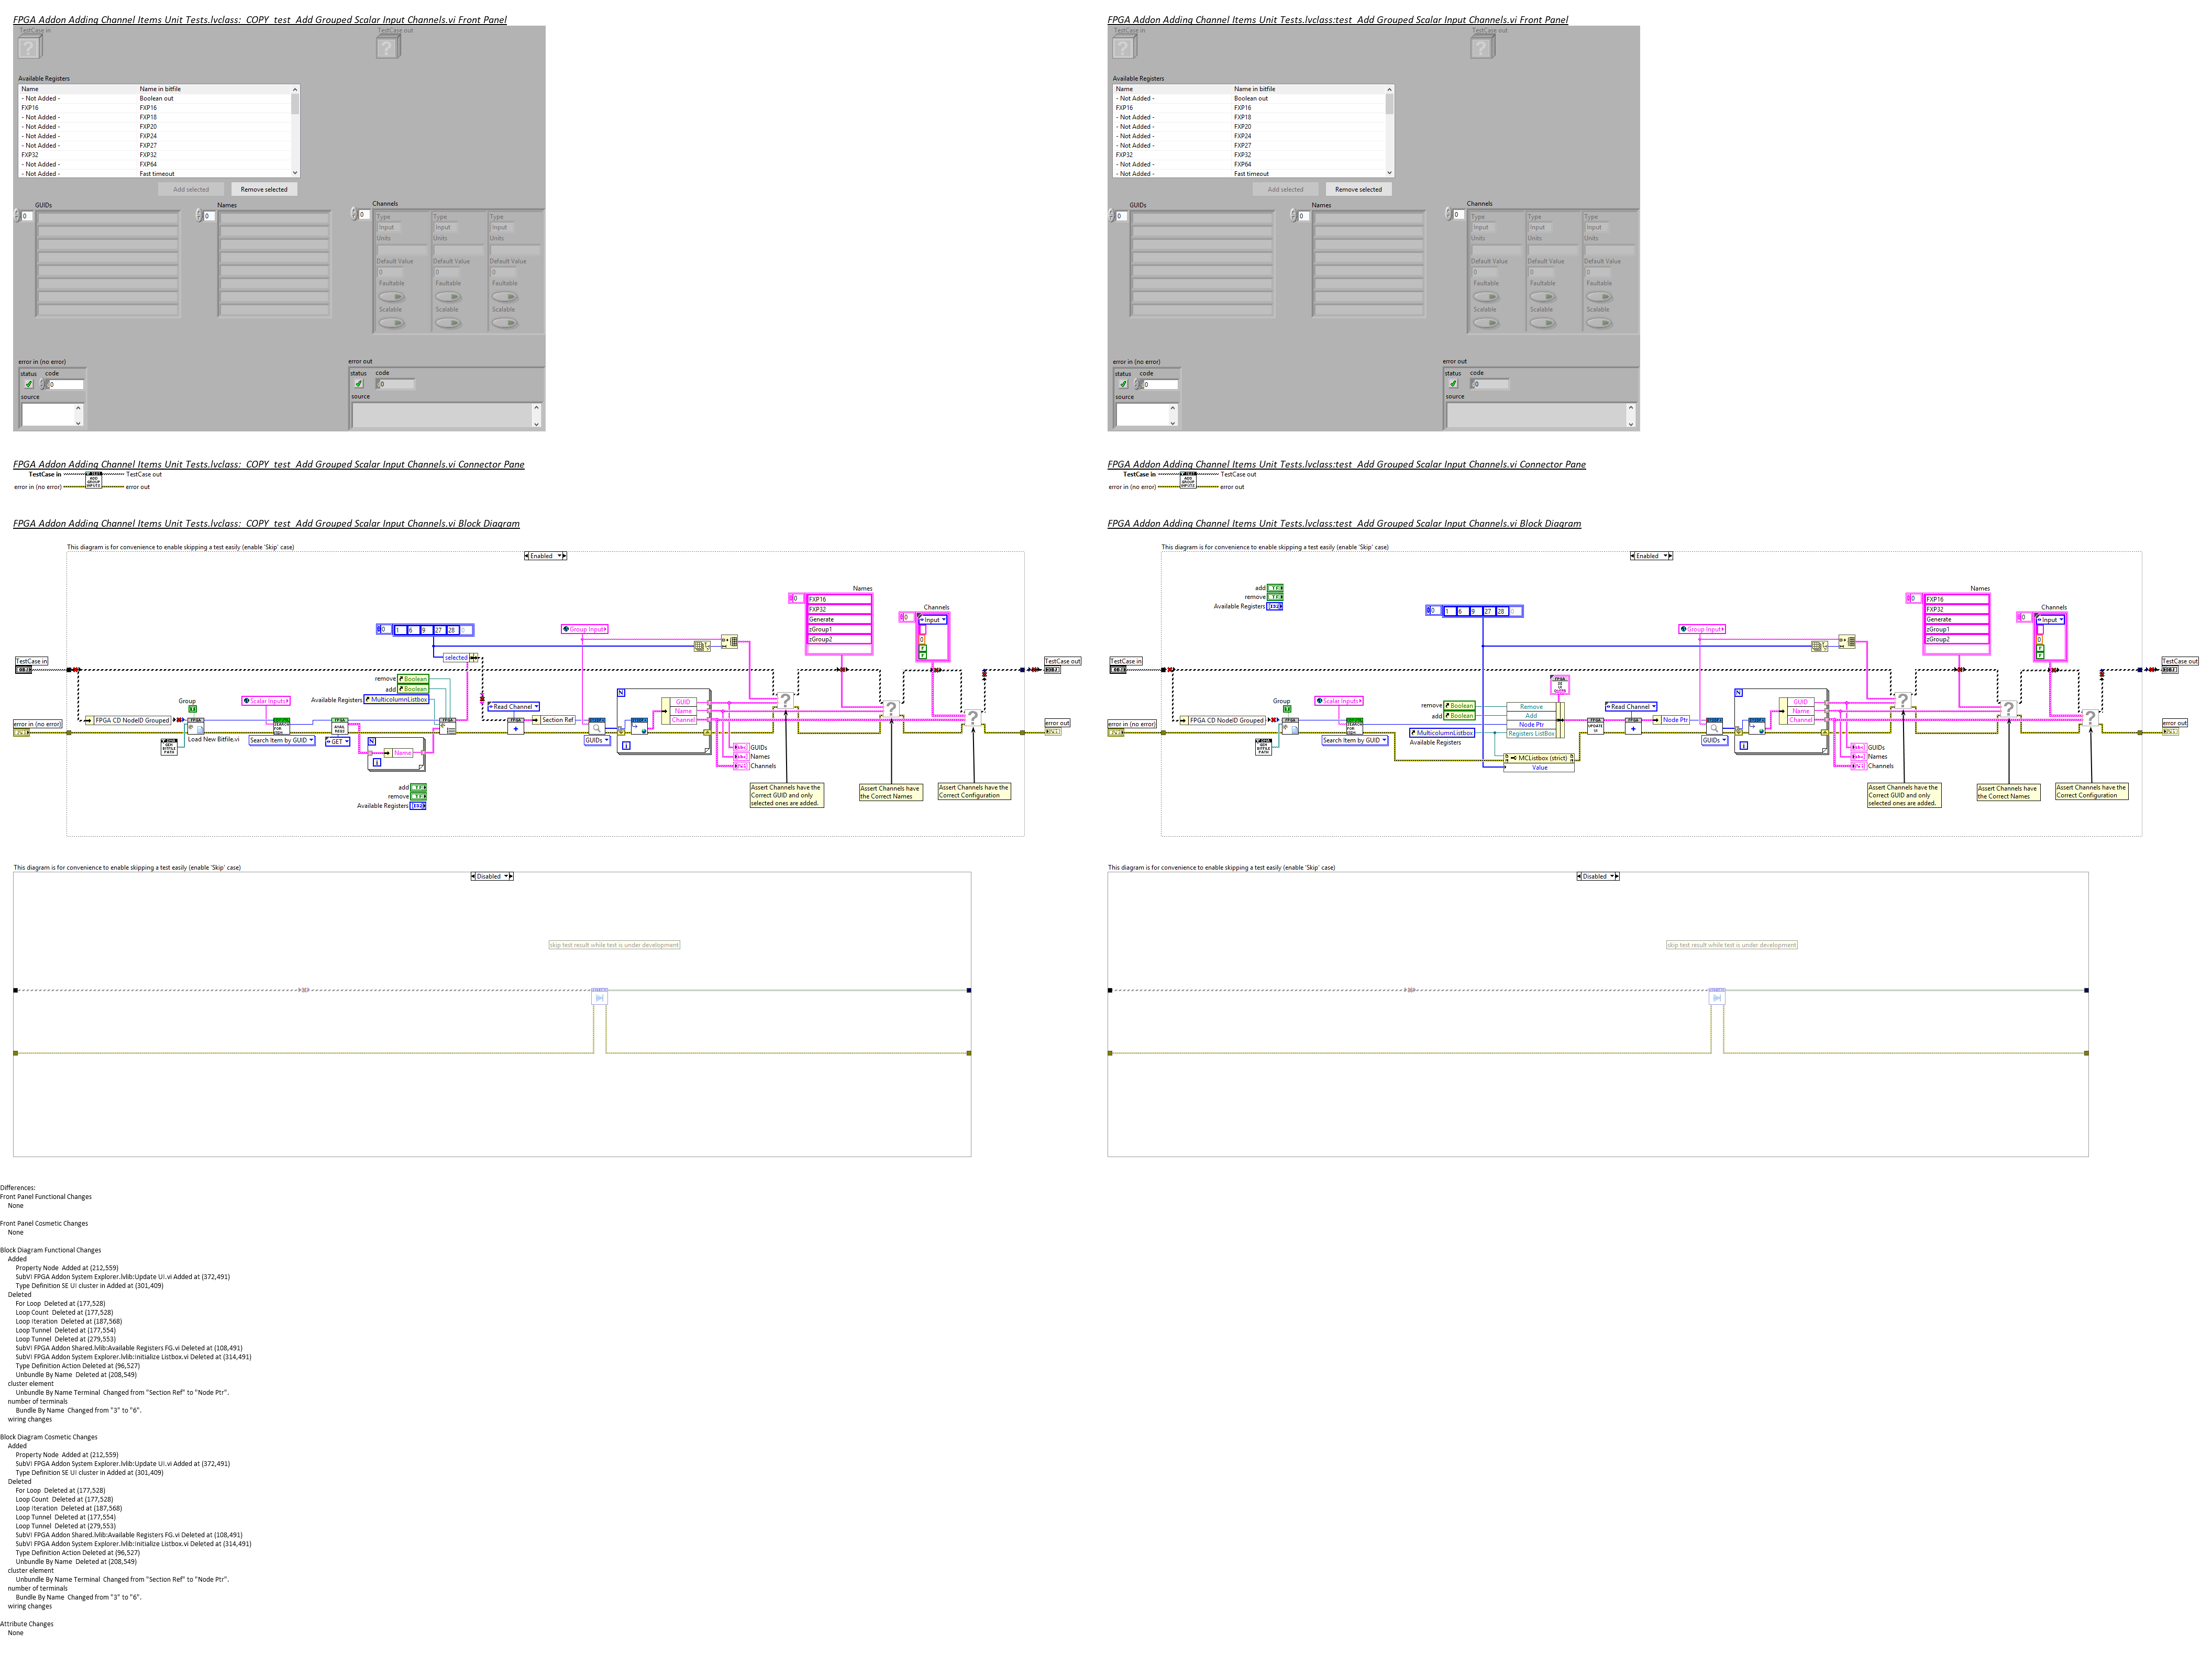 FPGA Addon Adding Channel Items Unit Tests.lvclass:_COPY_test_Add Grouped Scalar Input Channels.vi Front Panel
TestCase in
TestCase out
Available Registers
Name Name in bitfile
- Not Added - Boolean out
FXP16 FXP16
- Not Added - FXP18
- Not Added - FXP20
- Not Added - FXP24
- Not Added - FXP27
FXP32 FXP32
- Not Added - FXP64
- Not Added - Fast timeout
Add selected Remove selected
GUIDs Names Channels
0 0 0
Type Type Type
Input Input Input
Units Units Units
Default Value Default Value Default Value
0 0 0
Faultable Faultable Faultable
Scalable Scalable Scalable
error in (no error) error out
status code status code
0 0
source source
FPGA Addon Adding Channel Items Unit Tests.lvclass:test_Add Grouped Scalar Input Channels.vi Front Panel
TestCase in
TestCase out
Available Registers
Name Name in bitfile
- Not Added - Boolean out
FXP16 FXP16
- Not Added - FXP18
- Not Added - FXP20
- Not Added - FXP24
- Not Added - FXP27
FXP32 FXP32
- Not Added - FXP64
- Not Added - Fast timeout
Add selected Remove selected
GUIDs Names Channels
0 0 0
Type Type Type
Input Input Input
Units Units Units
Default Value Default Value Default Value
0 0 0
Faultable Faultable Faultable
Scalable Scalable Scalable
error in (no error) error out
status code status code
0 0
source source
FPGA Addon Adding Channel Items Unit Tests.lvclass:_COPY_test_Add Grouped Scalar Input Channels.vi Connector Pane
TestCase in TestCase out
error in (no error) error out
FPGA Addon Adding Channel Items Unit Tests.lvclass:test_Add Grouped Scalar Input Channels.vi Connector Pane
TestCase in TestCase out
error in (no error) error out
FPGA Addon Adding Channel Items Unit Tests.lvclass:_COPY_test_Add Grouped Scalar Input Channels.vi Block Diagram
This diagram is for convenience to enable skipping a test easily (enable 'Skip' case)
Enabled
Names
FXP16
FXP32
Generate
zGroup1
zGroup2
Channels
Input
0 1 6 9 27 28
Group Input
selected
TestCase in
TestCase out
remove Boolean
add Boolean
Available Registers MulticolumnListbox
Group
Scalar Inputs
Read Channel
GUID
Name
Channel
FPGA CD NodeID Grouped
Section Ref
error in (no error)
error out
Load New Bitfile.vi
Search Item by GUID
GET
GUIDs
Name
GUIDs
Names
Channels
add
remove
Available Registers
Assert Channels have the
Correct GUID and only
selected ones are added.
Assert Channels have
the Correct Names
Assert Channels have the
Correct Configuration
FPGA Addon Adding Channel Items Unit Tests.lvclass:test_Add Grouped Scalar Input Channels.vi Block Diagram
This diagram is for convenience to enable skipping a test easily (enable 'Skip' case)
Enabled
add
remove
Available Registers
Names
FXP16
FXP32
Generate
zGroup1
zGroup2
Channels
Input
0 1 6 9 27 28
Group Input
TestCase in
TestCase out
Group
Scalar Inputs
remove Boolean
add Boolean
Remove
Add
Node Ptr
Registers ListBox
Read Channel
Node Ptr
GUID
Name
Channel
FPGA CD NodeID Grouped
error in (no error)
error out
MulticolumnListbox
Available Registers
Search Item by GUID
GUIDs
MCListbox (strict)
Value
GUIDs
Names
Channels
Assert Channels have the
Correct GUID and only
selected ones are added.
Assert Channels have
the Correct Names
Assert Channels have the
Correct Configuration
This diagram is for convenience to enable skipping a test easily (enable 'Skip' case)
Disabled
skip test result while test is under development
This diagram is for convenience to enable skipping a test easily (enable 'Skip' case)
Disabled
skip test result while test is under development
Differences:
Front Panel Functional Changes
None
Front Panel Cosmetic Changes
None
Block Diagram Functional Changes
Added
Property Node Added at (212,559)
SubVI FPGA Addon System Explorer.lvlib:Update UI.vi Added at (372,491)
Type Definition SE UI cluster in Added at (301,409)
Deleted
For Loop Deleted at (177,528)
Loop Count Deleted at (177,528)
Loop Iteration Deleted at (187,568)
Loop Tunnel Deleted at (177,554)
Loop Tunnel Deleted at (279,553)
SubVI FPGA Addon Shared.lvlib:Available Registers FG.vi Deleted at (108,491)
SubVI FPGA Addon System Explorer.lvlib:Initialize Listbox.vi Deleted at (314,491)
Type Definition Action Deleted at (96,527)
Unbundle By Name Deleted at (208,549)
cluster element
Unbundle By Name Terminal Changed from "Section Ref" to "Node Ptr".
number of terminals
Bundle By Name Changed from "3" to "6".
wiring changes
Block Diagram Cosmetic Changes
Added
Property Node Added at (212,559)
SubVI FPGA Addon System Explorer.lvlib:Update UI.vi Added at (372,491)
Type Definition SE UI cluster in Added at (301,409)
Deleted
For Loop Deleted at (177,528)
Loop Count Deleted at (177,528)
Loop Iteration Deleted at (187,568)
Loop Tunnel Deleted at (177,554)
Loop Tunnel Deleted at (279,553)
SubVI FPGA Addon Shared.lvlib:Available Registers FG.vi Deleted at (108,491)
SubVI FPGA Addon System Explorer.lvlib:Initialize Listbox.vi Deleted at (314,491)
Type Definition Action Deleted at (96,527)
Unbundle By Name Deleted at (208,549)
cluster element
Unbundle By Name Terminal Changed from "Section Ref" to "Node Ptr".
number of terminals
Bundle By Name Changed from "3" to "6".
wiring changes
Attribute Changes
None